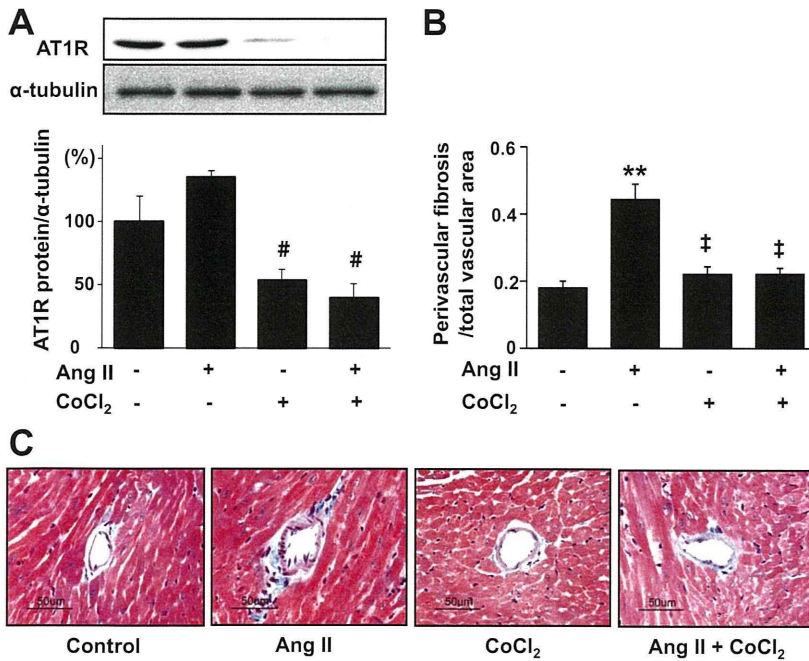 A
AT1R
α-tubulin
(%)
100
50
0
AT1R protein/α-tubulin
#
#
Ang II - + - +
CoCl2 - - + +
B
0.6
0.4
0.2
0
Perivascular fibrosis
/total vascular area
**
‡
‡
Ang II - + - +
CoCl2 - - + +
C
50um
50um
50um
50um
Control
Ang II
CoCl2
Ang II + CoCl2